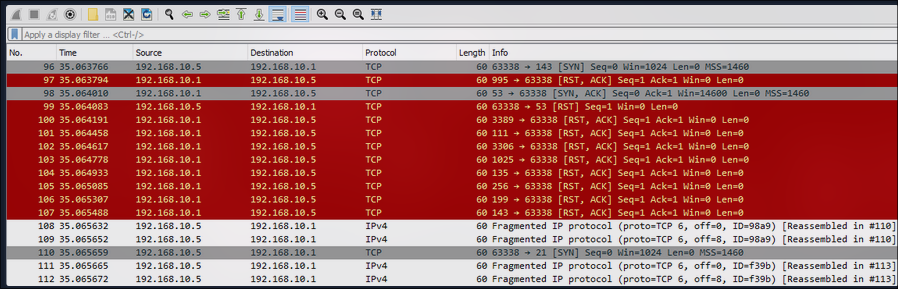 Apply a display filter ... <Ctrl-/>
No. Time Source Destination Protocol Length Info
96 35.063766 192.168.10.5 192.168.10.1 TCP 60 63338 → 143 [SYN] Seq=0 Win=1024 Len=0 MSS=1460
97 35.063794 192.168.10.1 192.168.10.5 TCP 60 995 → 63338 [RST, ACK] Seq=1 Ack=1 Win=0 Len=0
98 35.064010 192.168.10.1 192.168.10.5 TCP 60 53 → 63338 [SYN, ACK] Seq=0 Ack=1 Win=14600 Len=0 MSS=1460
99 35.064083 192.168.10.5 192.168.10.1 TCP 60 63338 → 53 [RST] Seq=1 Win=0 Len=0
100 35.064191 192.168.10.1 192.168.10.5 TCP 60 3389 → 63338 [RST, ACK] Seq=1 Ack=1 Win=0 Len=0
101 35.064458 192.168.10.1 192.168.10.5 TCP 60 111 → 63338 [RST, ACK] Seq=1 Ack=1 Win=0 Len=0
102 35.064617 192.168.10.1 192.168.10.5 TCP 60 3306 → 63338 [RST, ACK] Seq=1 Ack=1 Win=0 Len=0
103 35.064778 192.168.10.1 192.168.10.5 TCP 60 1025 → 63338 [RST, ACK] Seq=1 Ack=1 Win=0 Len=0
104 35.064933 192.168.10.1 192.168.10.5 TCP 60 135 → 63338 [RST, ACK] Seq=1 Ack=1 Win=0 Len=0
105 35.065085 192.168.10.1 192.168.10.5 TCP 60 256 → 63338 [RST, ACK] Seq=1 Ack=1 Win=0 Len=0
106 35.065307 192.168.10.1 192.168.10.5 TCP 60 199 → 63338 [RST, ACK] Seq=1 Ack=1 Win=0 Len=0
107 35.065488 192.168.10.1 192.168.10.5 TCP 60 143 → 63338 [RST, ACK] Seq=1 Ack=1 Win=0 Len=0
108 35.065632 192.168.10.5 192.168.10.1 IPv4 60 Fragmented IP protocol (proto=TCP 6, off=0, ID=98a9) [Reassembled in #110]
109 35.065652 192.168.10.5 192.168.10.1 IPv4 60 Fragmented IP protocol (proto=TCP 6, off=8, ID=98a9) [Reassembled in #110]
110 35.065659 192.168.10.5 192.168.10.1 TCP 60 63338 → 21 [SYN] Seq=0 Win=1024 Len=0 MSS=1460
111 35.065665 192.168.10.5 192.168.10.1 IPv4 60 Fragmented IP protocol (proto=TCP 6, off=0, ID=f39b) [Reassembled in #113]
112 35.065672 192.168.10.5 192.168.10.1 IPv4 60 Fragmented IP protocol (proto=TCP 6, off=8, ID=f39b) [Reassembled in #113]